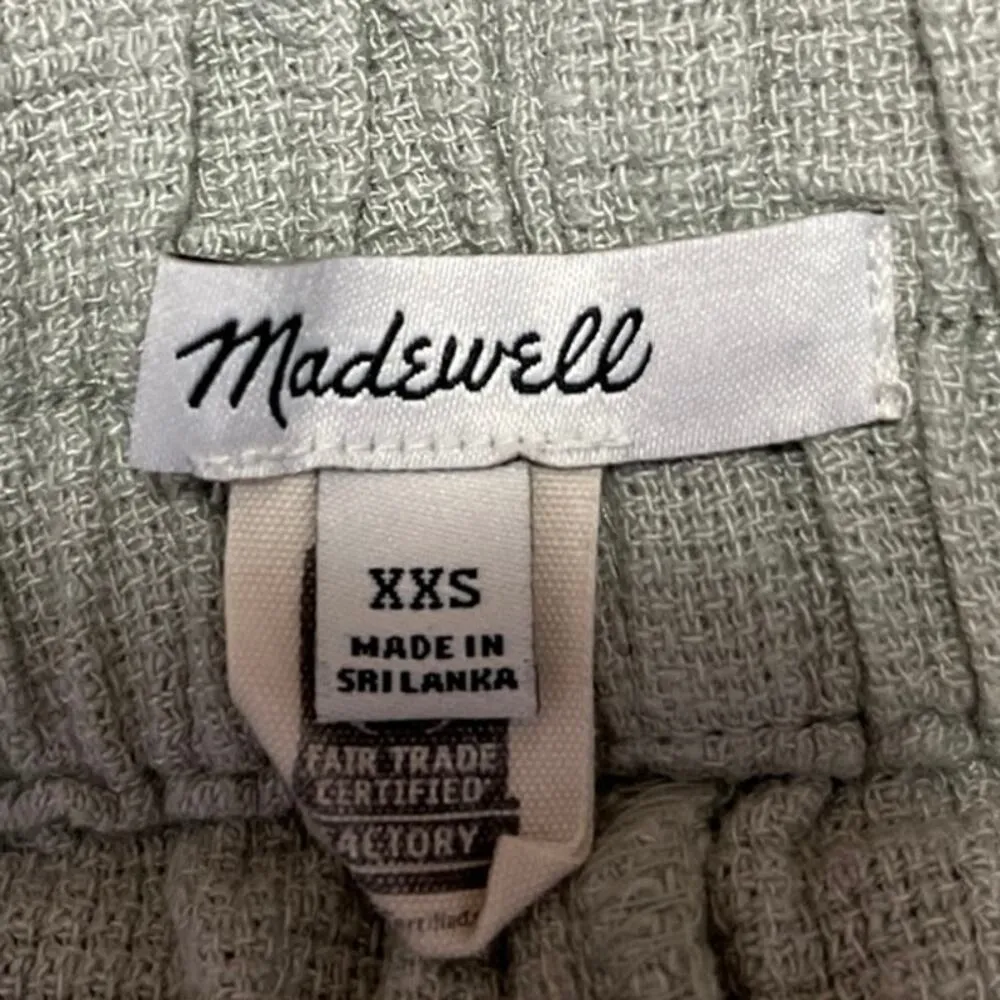 Madewell
XXS
MADE IN
SRI LANKA
FAIR TRADE
CERTIFIED
FACTORY